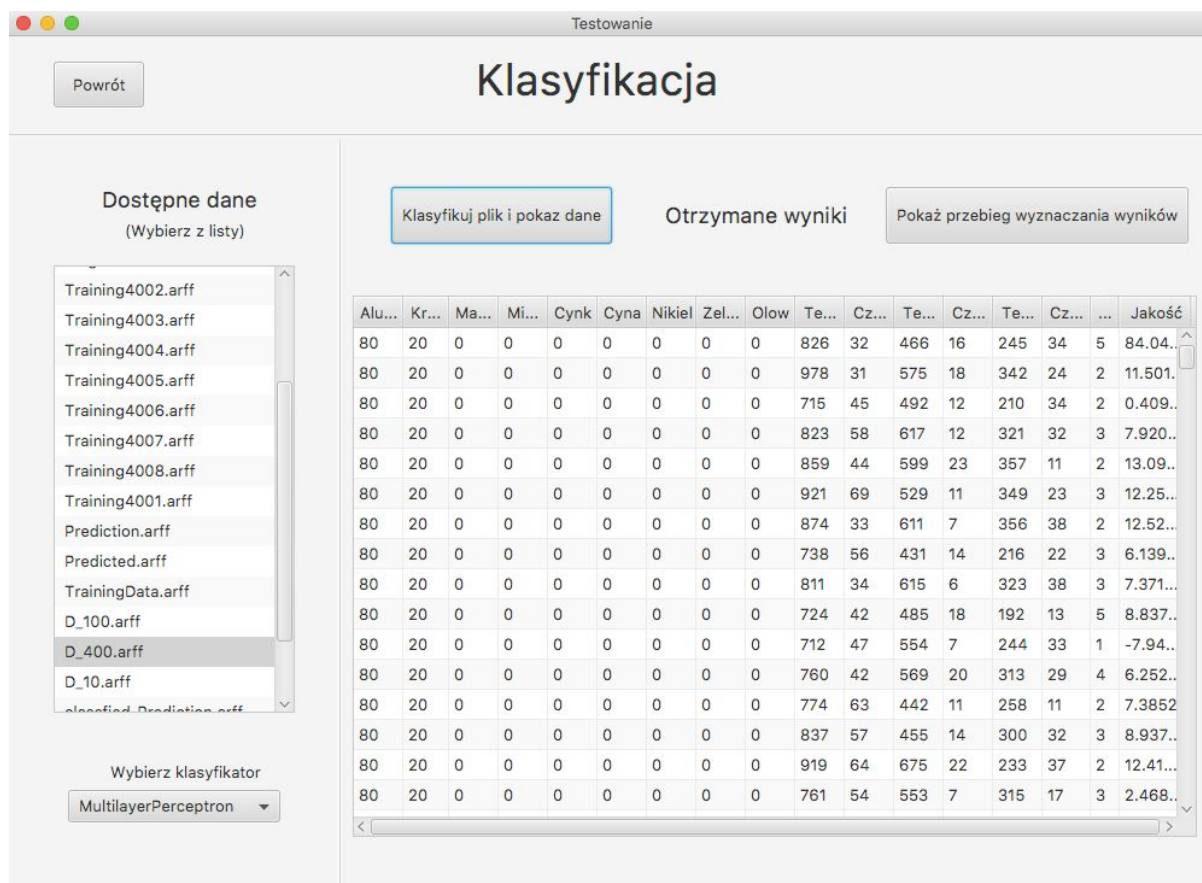 Testowanie
Powrót
Klasyfikacja
Dostępne dane
(Wybierz z listy)
Training4002.arff
Training4003.arff
Training4004.arff
Training4005.arff
Training4006.arff
Training4007.arff
Training4008.arff
Training4001.arff
Prediction.arff
Predicted.arff
TrainingData.arff
D_100.arff
D_400.arff
D_10.arff
Wybierz klasyfikator
MultilayerPerceptron
Klasyfikuj plik i pokaz dane
Otrzymane wyniki
Pokaż przebieg wyznaczania wyników
Alu... Kr... Ma... Mi... Cynk Cyna Nikiel Zel... Olow Te... Cz... Te... Cz... Te... Cz... ... Jakość
80 20 0 0 0 0 0 0 0 826 32 466 16 245 34 5 84.04..
80 20 0 0 0 0 0 0 0 978 31 575 18 342 24 2 11.501.
80 20 0 0 0 0 0 0 0 715 45 492 12 210 34 2 0.409..
80 20 0 0 0 0 0 0 0 823 58 617 12 321 32 3 7.920..
80 20 0 0 0 0 0 0 0 859 44 599 23 357 11 2 13.09..
80 20 0 0 0 0 0 0 0 921 69 529 11 349 23 3 12.25...
80 20 0 0 0 0 0 0 0 874 33 611 7 356 38 2 12.52...
80 20 0 0 0 0 0 0 0 738 56 431 14 216 22 3 6.139..
80 20 0 0 0 0 0 0 0 811 34 615 6 323 38 3 7.371...
80 20 0 0 0 0 0 0 0 724 42 485 18 192 13 5 8.837..
80 20 0 0 0 0 0 0 0 712 47 554 7 244 33 1 -7.94..
80 20 0 0 0 0 0 0 0 760 42 569 20 313 29 4 6.252..
80 20 0 0 0 0 0 0 0 774 63 442 11 258 11 2 7.3852
80 20 0 0 0 0 0 0 0 837 57 455 14 300 32 3 8.937..
80 20 0 0 0 0 0 0 0 919 64 675 22 233 37 2 12.41...
80 20 0 0 0 0 0 0 0 761 54 553 7 315 17 3 2.468..